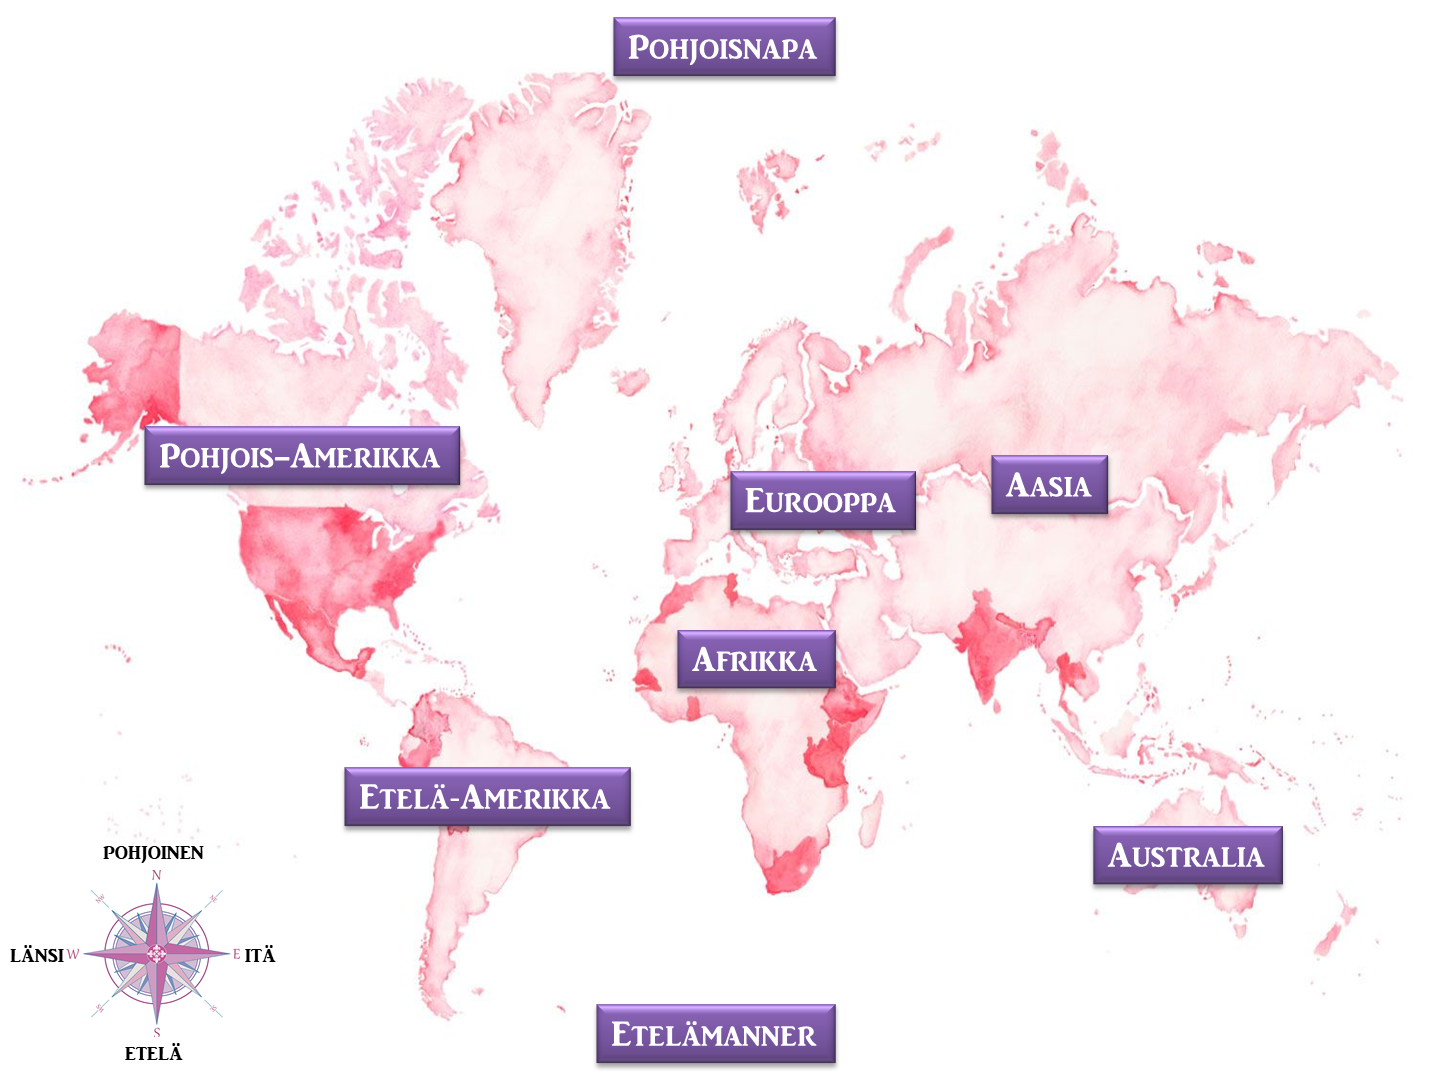 Pohjoisnapa
Pohjois-Amerikka
Eurooppa
Aasia
Afrikka
Etelä-Amerikka
Australia
POHJOINEN
N
LÄNSI W
E ITÄ
S
ETELÄ
Etelämanner